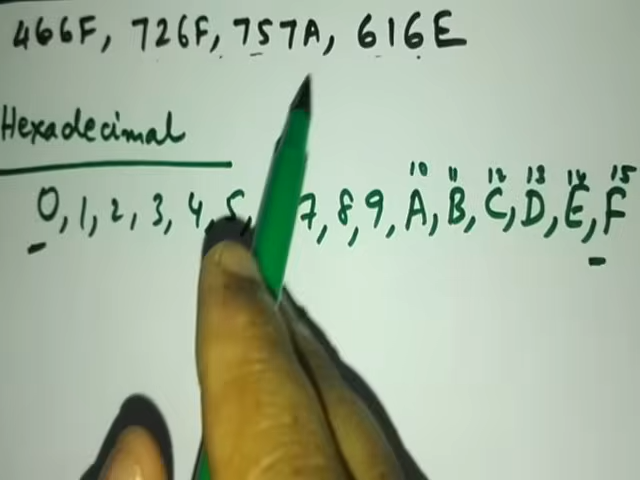 466F, 726F, 757A, 616E
Hexadecimal
10 11 12 13 14 15
0, 1, 2, 3, 4, 5, 7, 8, 9, A, B, C, D, E, F